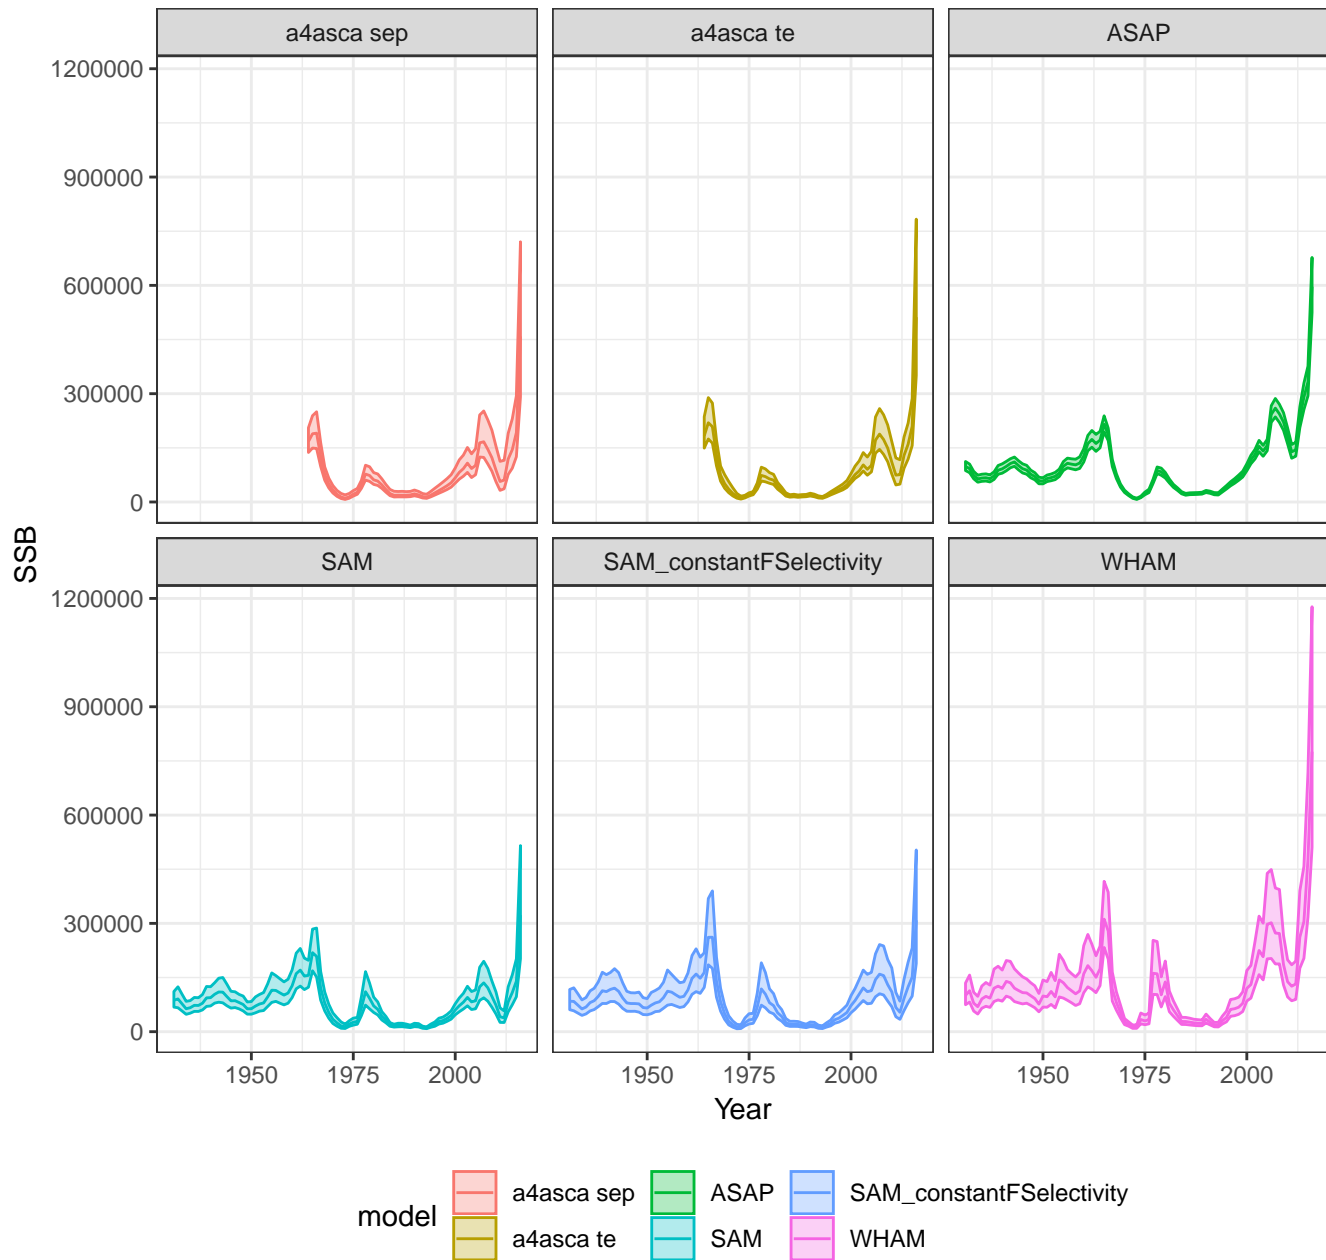 a4asca sep
a4asca te
ASAP
1200000
900000
600000
300000
0
SAM
SAM_constantFSelectivity
WHAM
SSB
1200000
900000
600000
300000
0
1950 1975 2000
1950 1975 2000
1950 1975 2000
Year
model
a4asca sep
ASAP
SAM_constantFSelectivity
a4asca te
SAM
WHAM